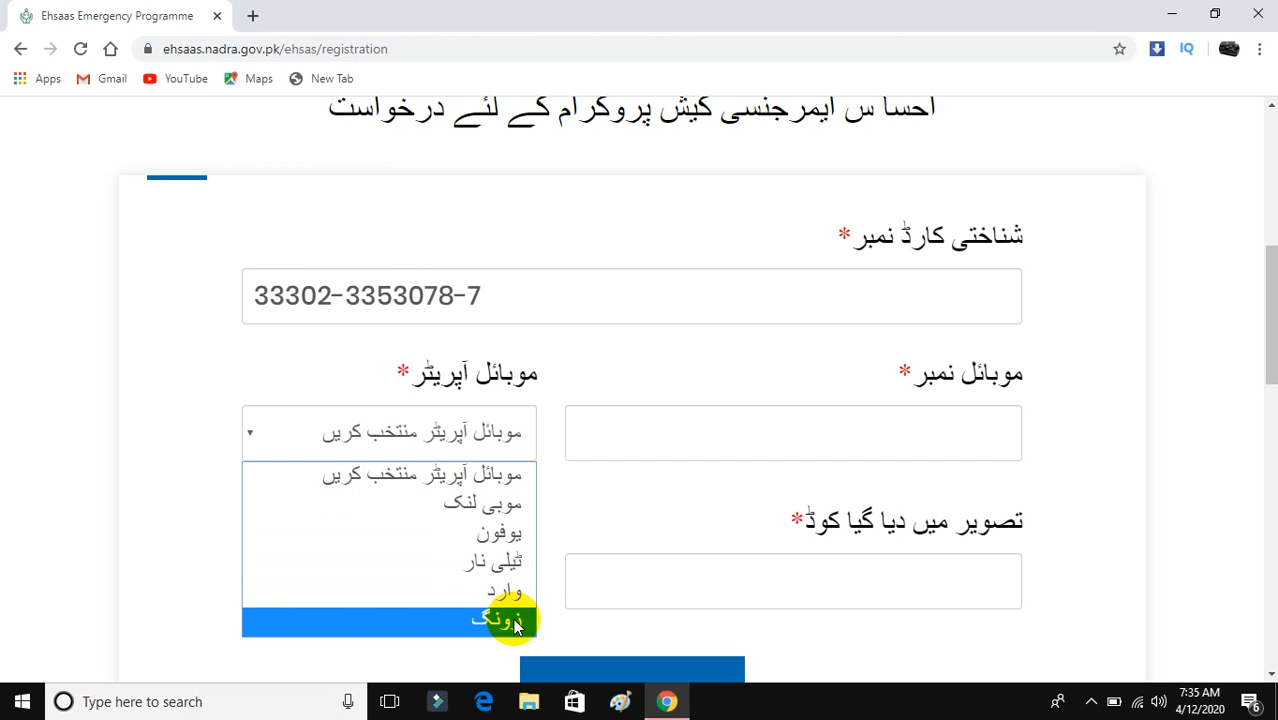 Ehsaas Emergency Programme
ehsaas.nadra.gov.pk/ehsas/registration
Apps Gmail YouTube Maps New Tab
احساس ایمرجنسی کیش پروگرام کے لئے درخواست
شناختی کارڈ نمبر*
33302-3353078-7
موبائل نمبر*
موبائل آپریٹر*
موبائل آپریٹر منتخب کریں
موبائل آپریٹر منتخب کریں
موبی لنک
یوفون
ٹیلی نار
وارد
زونگ
تصویر میں دیا گیا کوڈ*
Type here to search
7:35 AM
4/12/2020
6
IQ